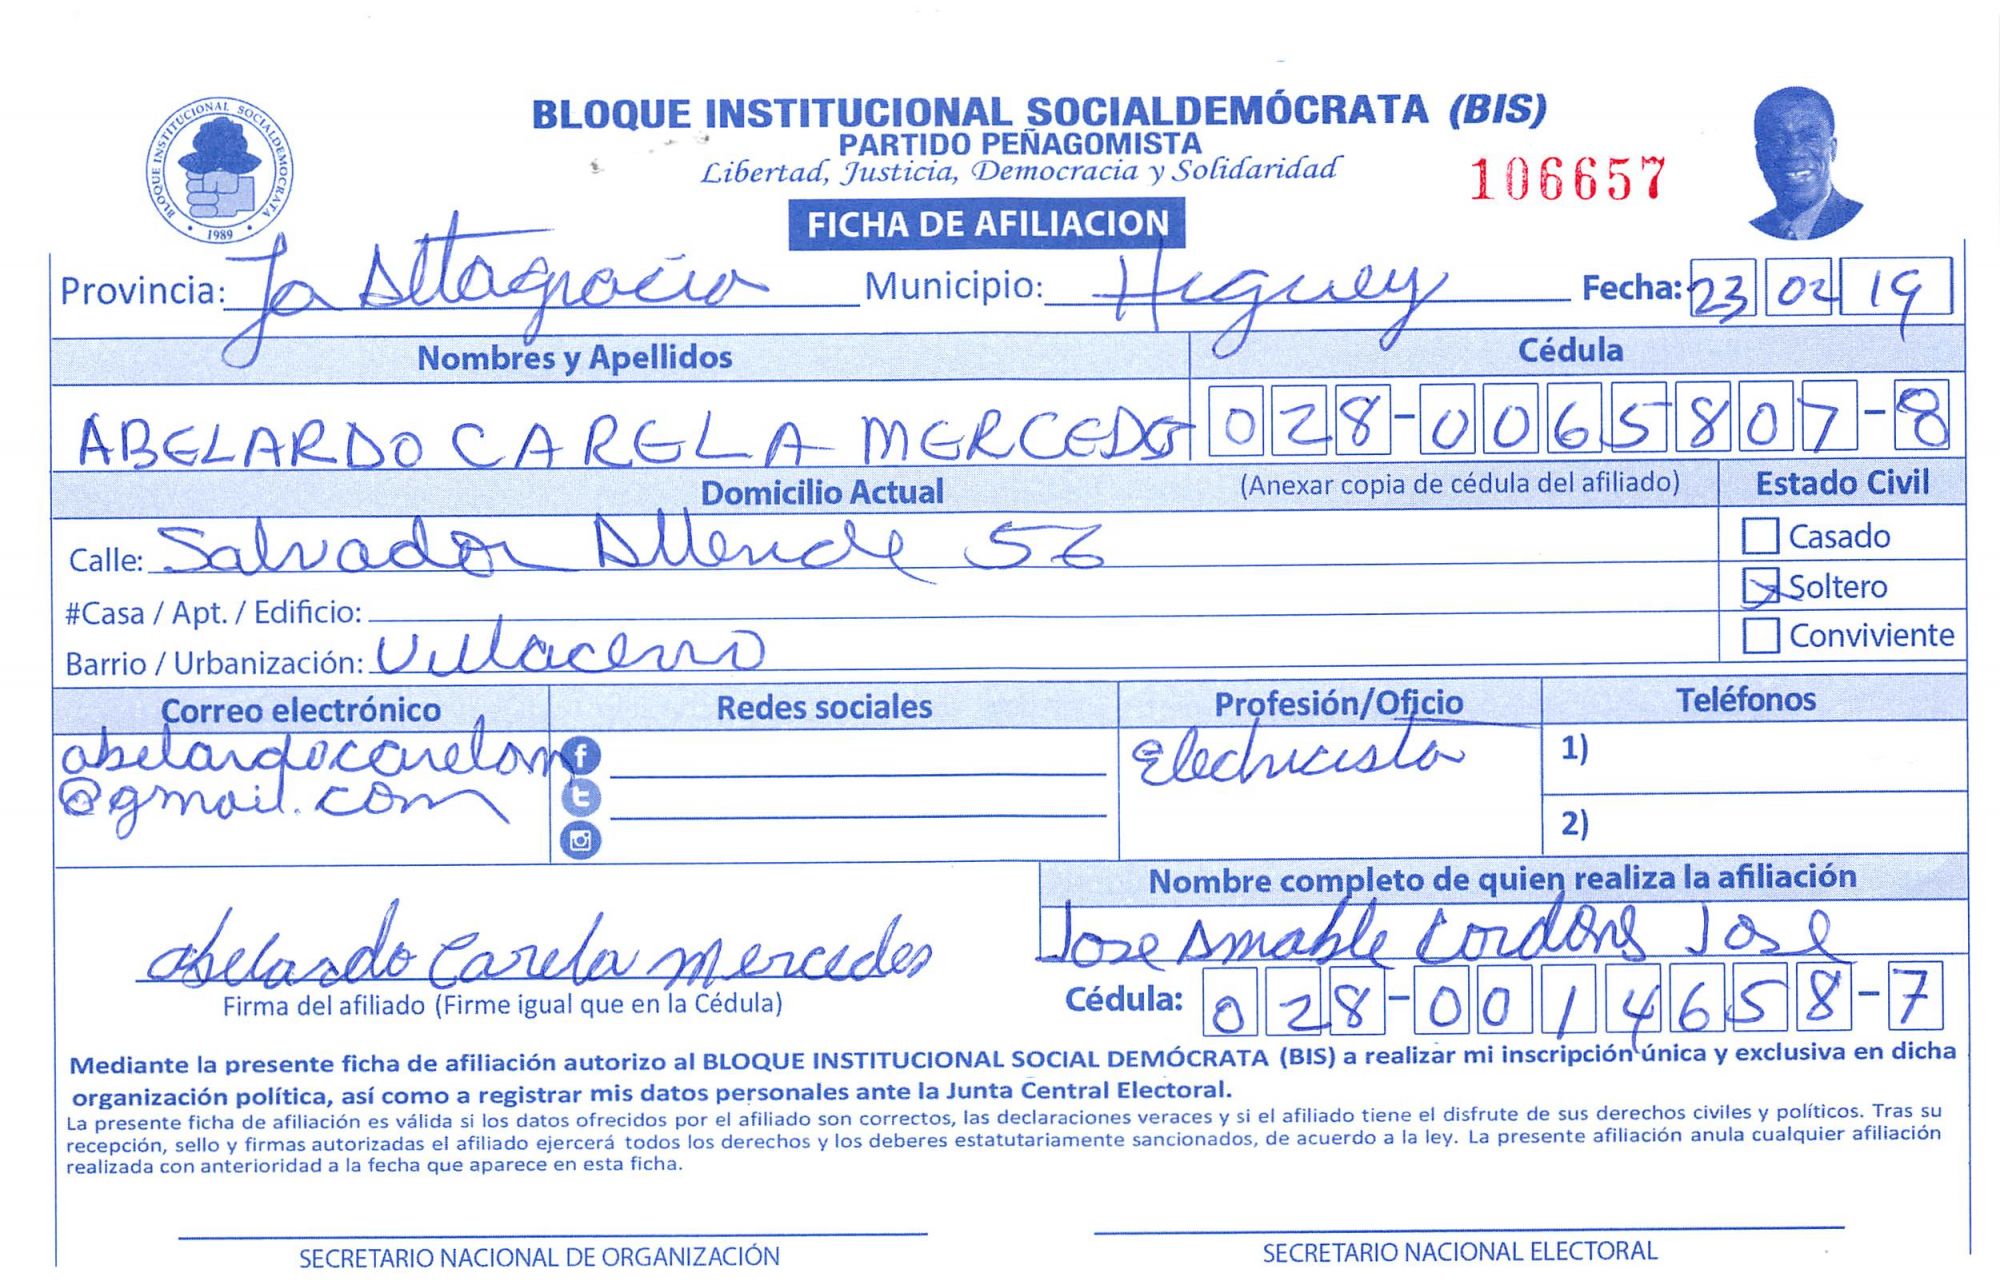 BLOQUE INSTITUCIONAL SOCIALDEMOCRATA
1989
BLOQUE INSTITUCIONAL SOCIALDEMÓCRATA (BIS)
PARTIDO PEÑAGOMISTA
Libertad, Justicia, Democracia y Solidaridad
106657
FICHA DE AFILIACION
Provincia: La Altagracia Municipio: Higuey Fecha: 23 02 19
Nombres y Apellidos Cédula
ABELARDO CARELA MERCEDE 028-0065807-8
Domicilio Actual (Anexar copia de cédula del afiliado) Estado Civil
Calle: Salvador Allende 56 Casado
#Casa / Apt. / Edificio: Soltero
Barrio / Urbanización: Villacerro Conviviente
Correo electrónico Redes sociales Profesión/Oficio Teléfonos
abelardocarelam Electricista 1)
@gmail.com 2)
Nombre completo de quien realiza la afiliación
Abelardo Carela Mercedes Jose Amable Jose
Firma del afiliado (Firme igual que en la Cédula) Cédula: 028-0014658-7
Mediante la presente ficha de afiliación autorizo al BLOQUE INSTITUCIONAL SOCIAL DEMÓCRATA (BIS) a realizar mi inscripción única y exclusiva en dicha
organización política, así como a registrar mis datos personales ante la Junta Central Electoral.
La presente ficha de afiliación es válida si los datos ofrecidos por el afiliado son correctos, las declaraciones veraces y si el afiliado tiene el disfrute de sus derechos civiles y políticos. Tras su
recepción, sello y firmas autorizadas el afiliado ejercerá todos los derechos y los deberes estatutariamente sancionados, de acuerdo a la ley. La presente afiliación anula cualquier afiliación
realizada con anterioridad a la fecha que aparece en esta ficha.
SECRETARIO NACIONAL DE ORGANIZACIÓN SECRETARIO NACIONAL ELECTORAL